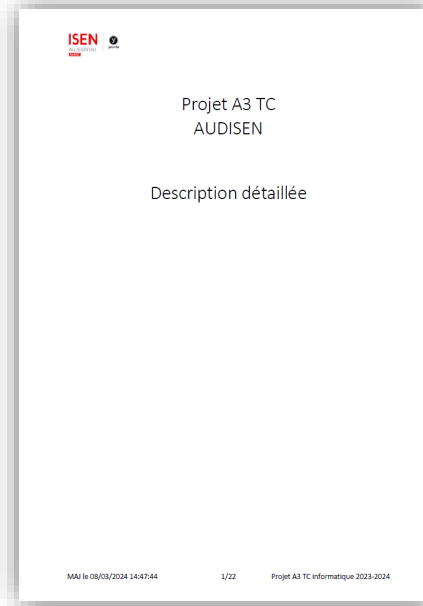 ISEN
Projet A3 TC
AUDISEN
Description détaillée
MAJ le 08/03/2024 14:47:44 1/22 Projet A3 TC informatique 2023-2024